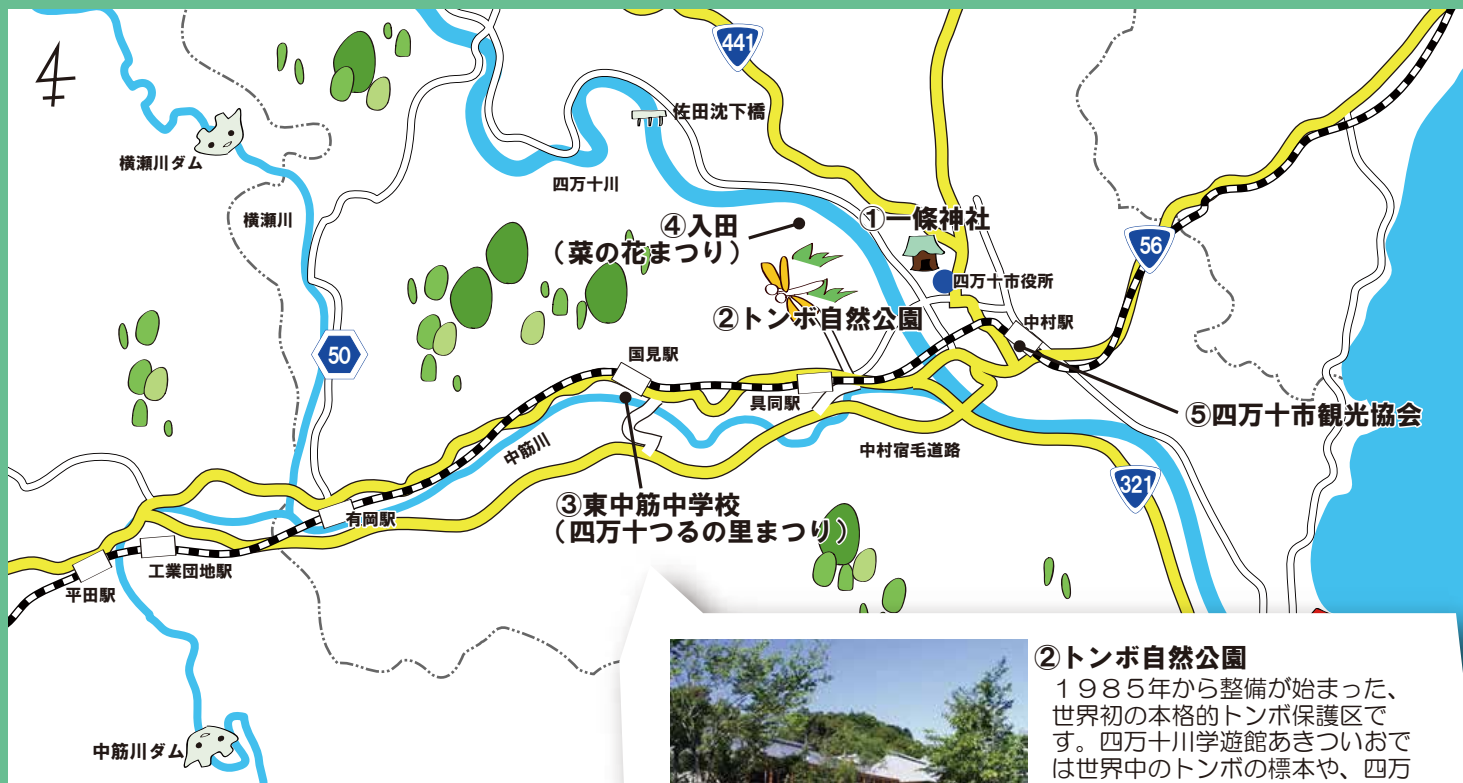 441
佐田沈下橋
横瀬川ダム
四万十川
横瀬川
①一條神社
④入田
（菜の花まつり）
56
四万十市役所
②トンボ自然公園
中村駅
50
国見駅
具同駅
⑤四万十市観光協会
中筋川
中村宿毛道路
321
③東中筋中学校
（四万十つるの里まつり）
有岡駅
工業団地駅
平田駅
中筋川ダム
②トンボ自然公園
１９８５年から整備が始まった、
世界初の本格的トンボ保護区で
す。四万十川学遊館あきついおで
は世界中のトンボの標本や、四万